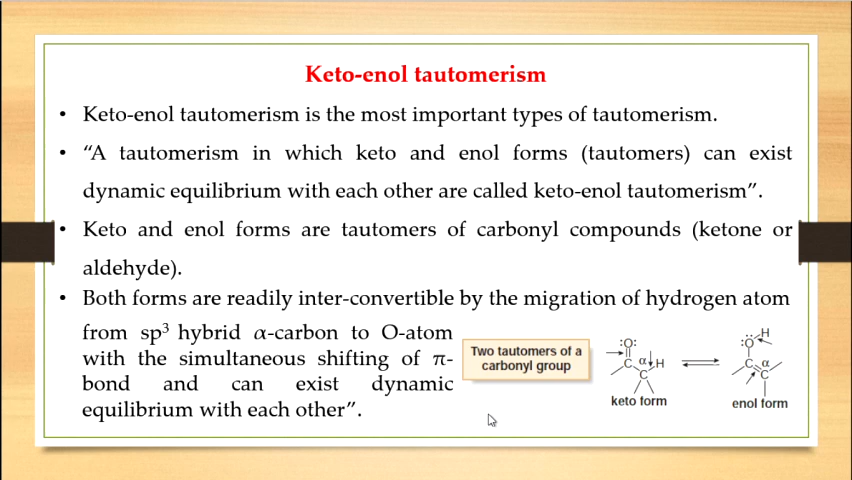 Keto-enol tautomerism
• Keto-enol tautomerism is the most important types of tautomerism.
• “A tautomerism in which keto and enol forms (tautomers) can exist
dynamic equilibrium with each other are called keto-enol tautomerism”.
• Keto and enol forms are tautomers of carbonyl compounds (ketone or
aldehyde).
• Both forms are readily inter-convertible by the migration of hydrogen atom
from sp³ hybrid α-carbon to O-atom
with the simultaneous shifting of π-
bond and can exist dynamic
equilibrium with each other”.
Two tautomers of a
carbonyl group
:O:
C α H
C
keto form
H
:O
C α
C
enol form